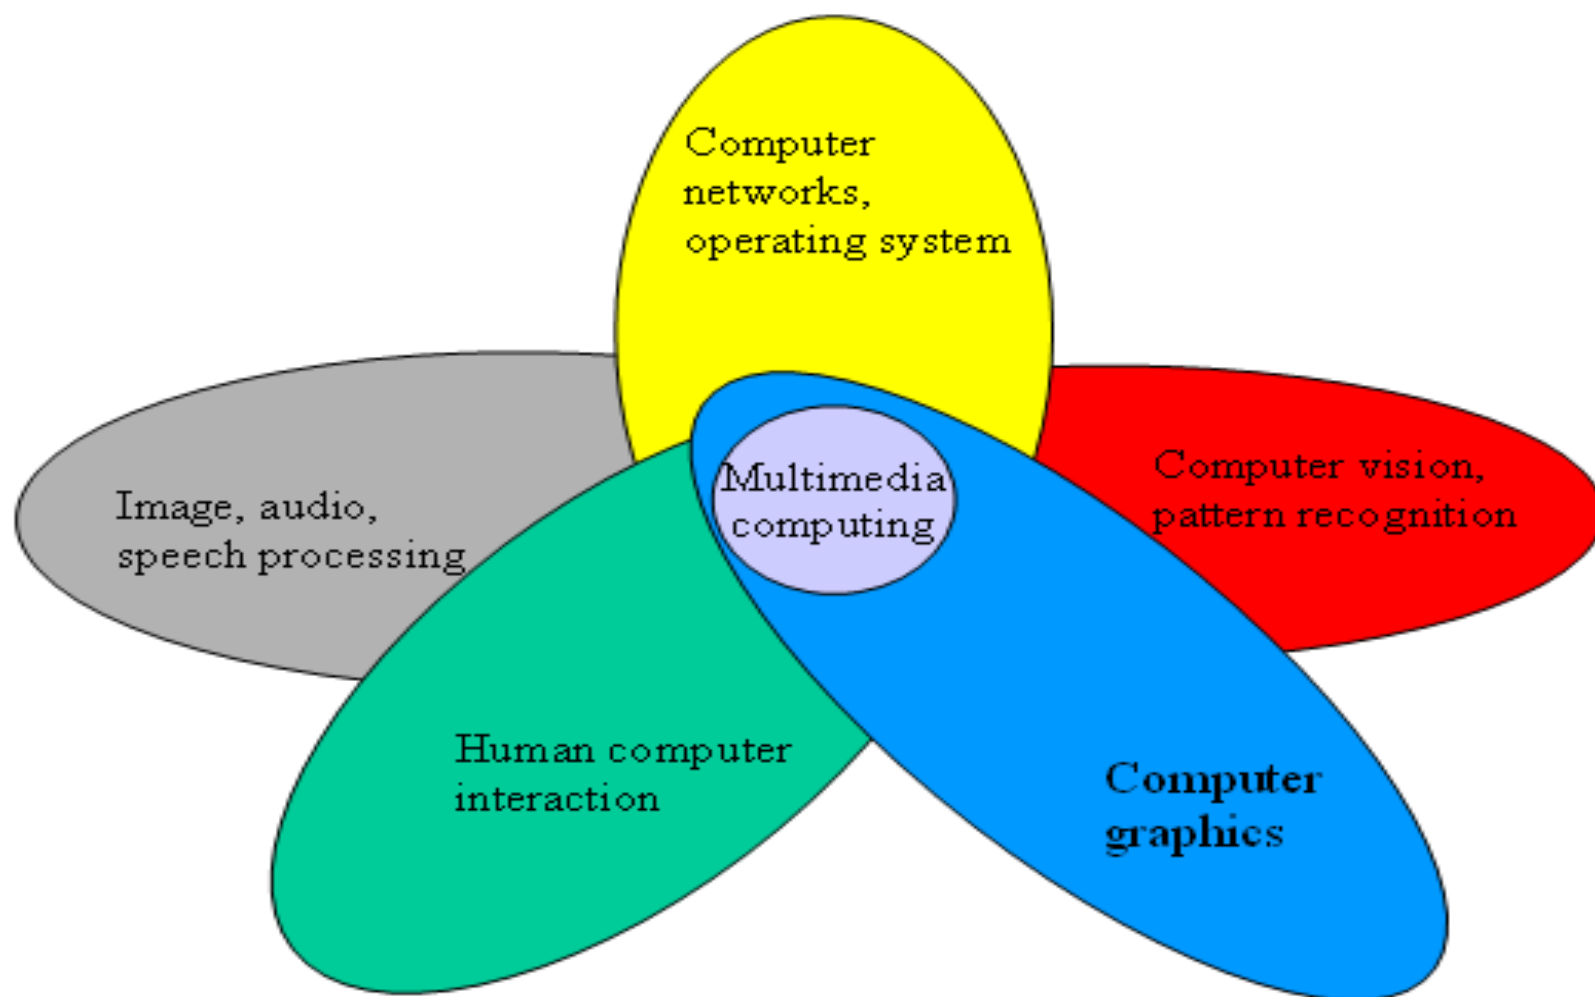 Computer
networks,
operating system
Image, audio,
speech processing
Multimedia
computing
Computer vision,
pattern recognition
Human computer
interaction
Computer
graphics